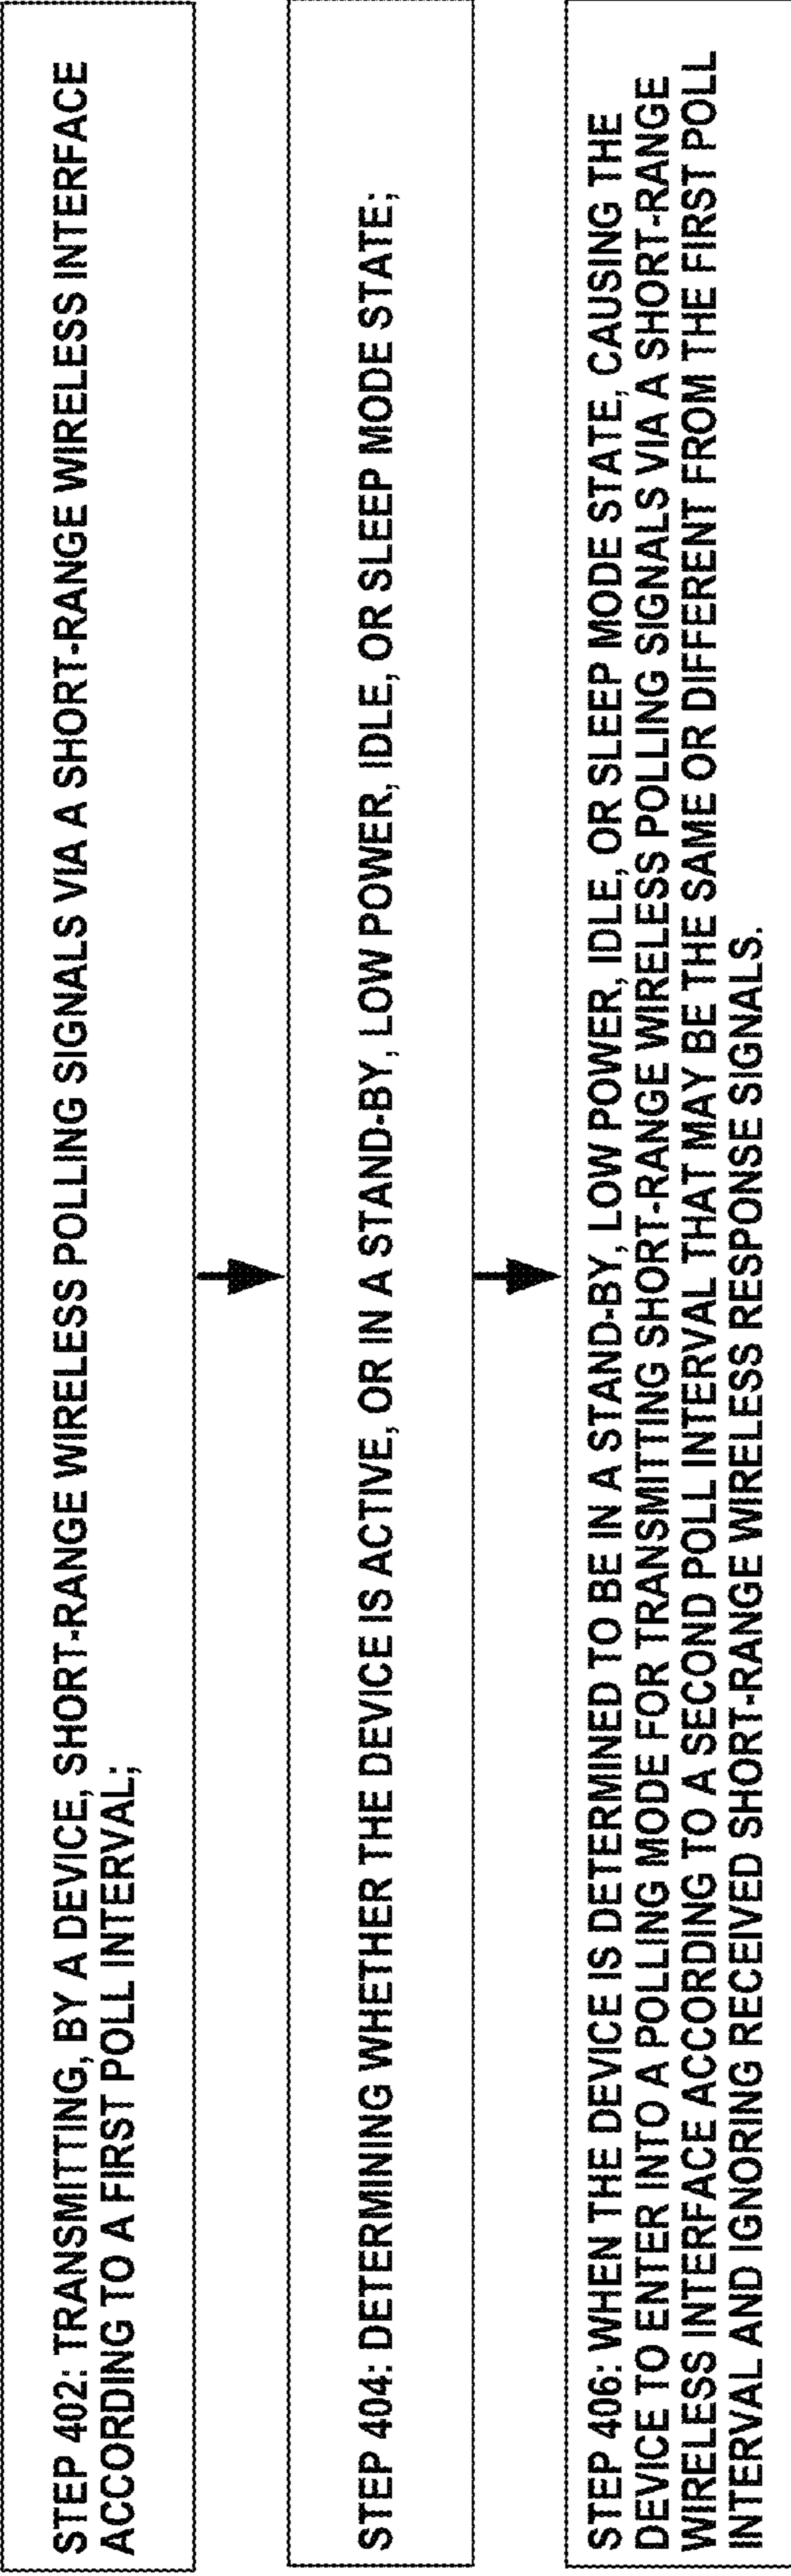 STEP 402: TRANSMITTING, BY A DEVICE, SHORT-RANGE WIRELESS POLLING SIGNALS VIA A SHORT-RANGE WIRELESS INTERFACE
ACCORDING TO A FIRST POLL INTERVAL;
STEP 404: DETERMINING WHETHER THE DEVICE IS ACTIVE, OR IN A STAND-BY, LOW POWER, IDLE, OR SLEEP MODE STATE;
STEP 406: WHEN THE DEVICE IS DETERMINED TO BE IN A STAND-BY, LOW POWER, IDLE, OR SLEEP MODE STATE, CAUSING THE
DEVICE TO ENTER INTO A POLLING MODE FOR TRANSMITTING SHORT-RANGE WIRELESS POLLING SIGNALS VIA A SHORT-RANGE
WIRELESS INTERFACE ACCORDING TO A SECOND POLL INTERVAL THAT MAY BE THE SAME OR DIFFERENT FROM THE FIRST POLL
INTERVAL AND IGNORING RECEIVED SHORT-RANGE WIRELESS RESPONSE SIGNALS.